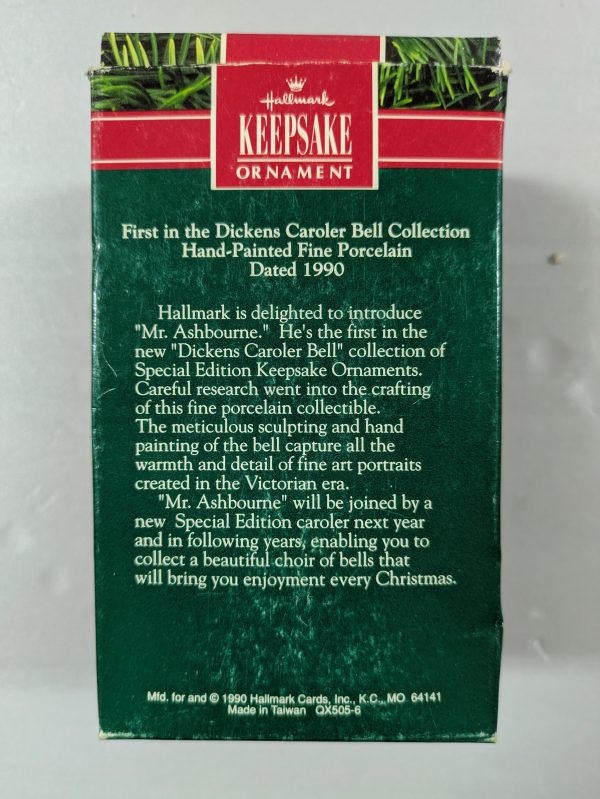 Hallmark
KEEPSAKE
ORNAMENT
First in the Dickens Caroler Bell Collection
Hand-Painted Fine Porcelain
Dated 1990
Hallmark is delighted to introduce
"Mr. Ashbourne." He's the first in the
new "Dickens Caroler Bell" collection of
Special Edition Keepsake Ornaments.
Careful research went into the crafting
of this fine porcelain collectible.
The meticulous sculpting and hand
painting of the bell capture all the
warmth and detail of fine art portraits
created in the Victorian era.
"Mr. Ashbourne" will be joined by a
new Special Edition caroler next year
and in following years, enabling you to
collect a beautiful choir of bells that
will bring you enjoyment every Christmas.
Mfd. for and © 1990 Hallmark Cards, Inc., K.C., MO 64141
Made in Taiwan QX505-6